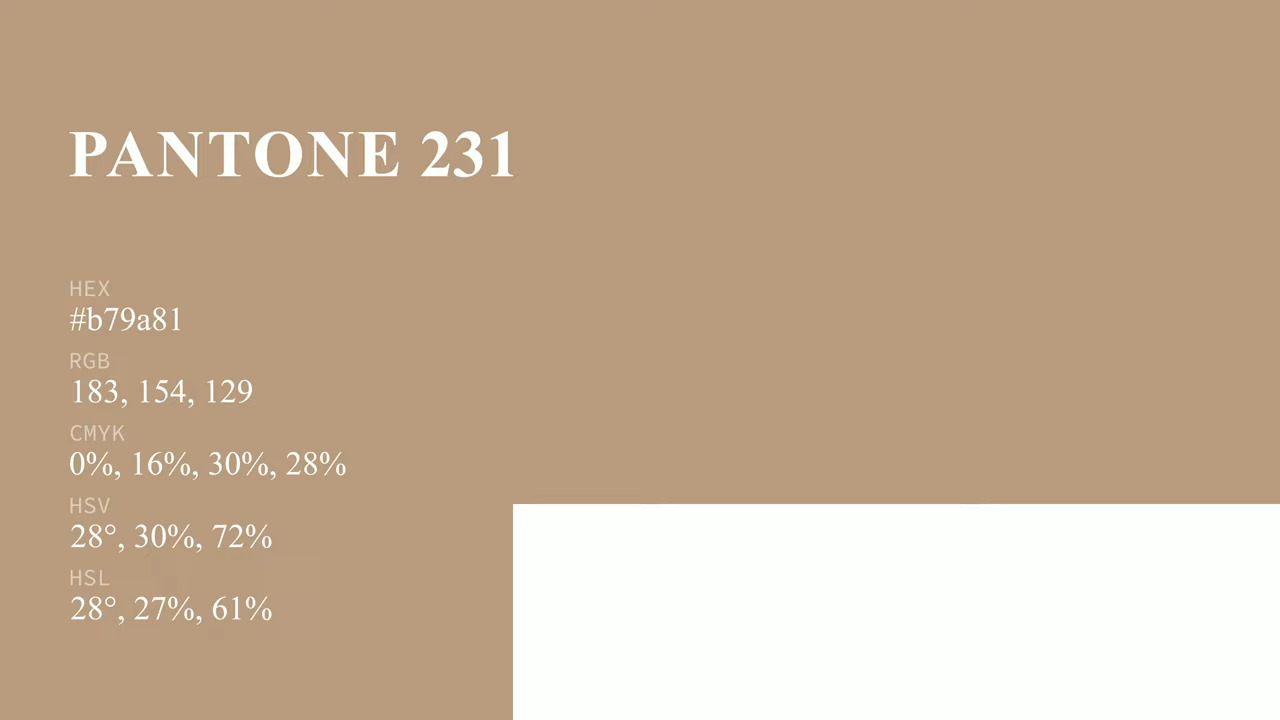 PANTONE 231
HEX
#b79a81
RGB
183, 154, 129
CMYK
0%, 16%, 30%, 28%
HSV
28°, 30%, 72%
HSL
28°, 27%, 61%